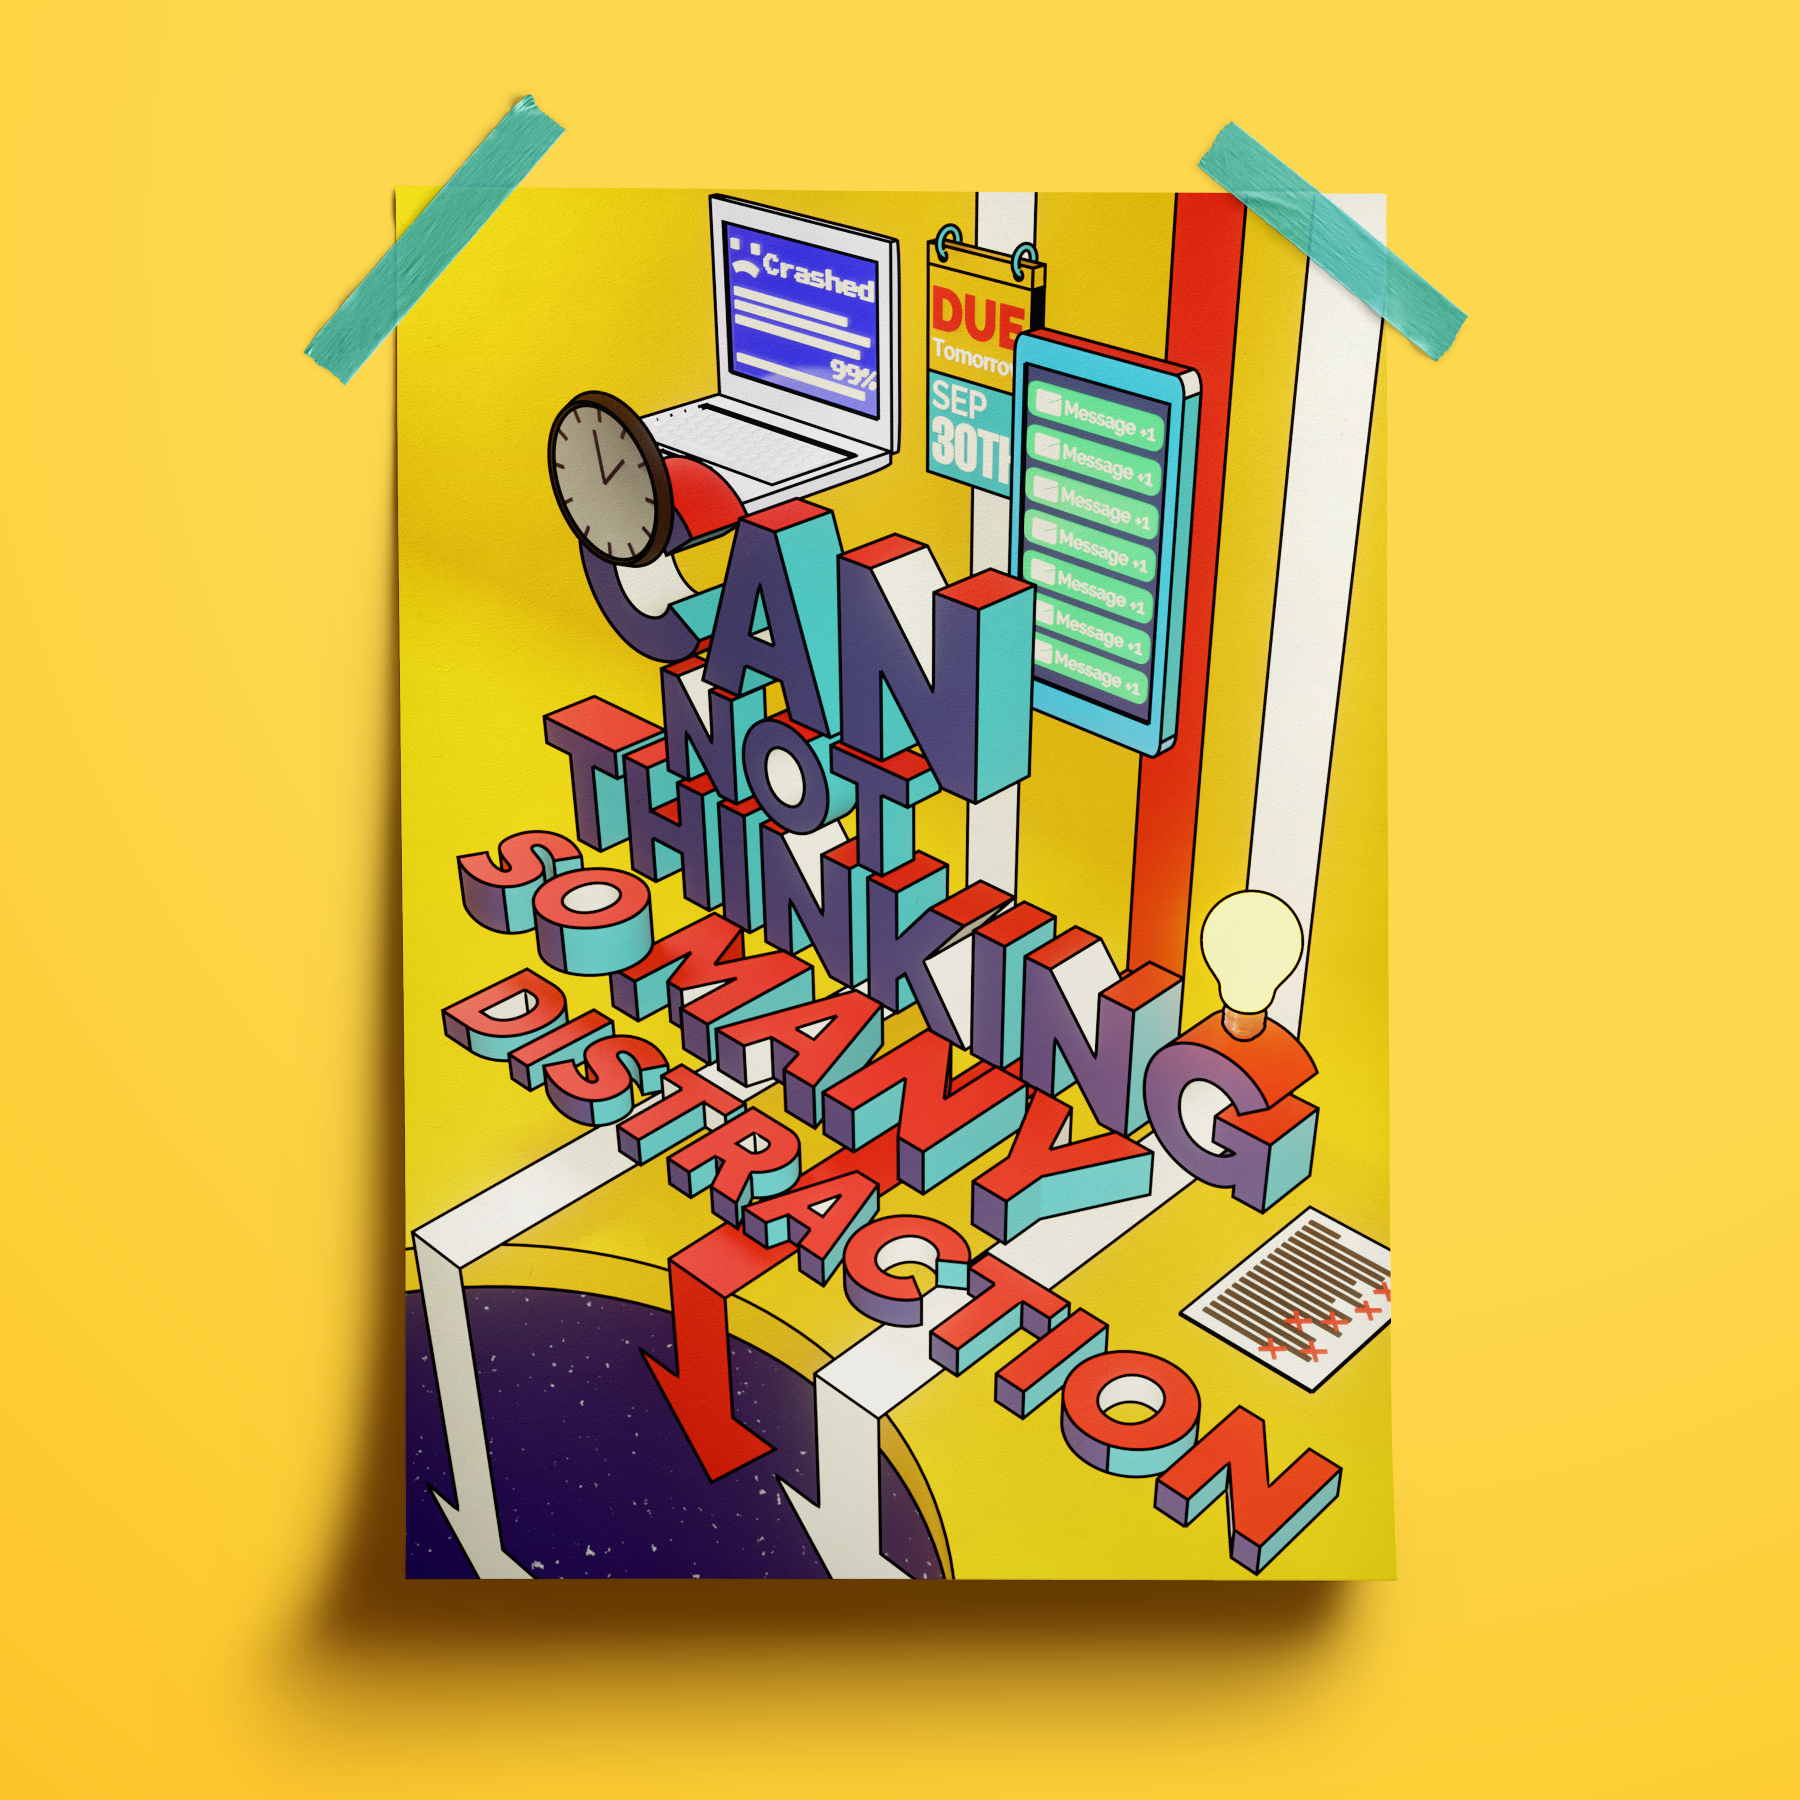 Crashed
99%
DUE
Tomorrow
SEP
30TH
Message +1
Message +1
Message +1
Message +1
Message +1
Message +1
Message +1
CAN
NOT
THINKING
SO MANY
DISTRACTION